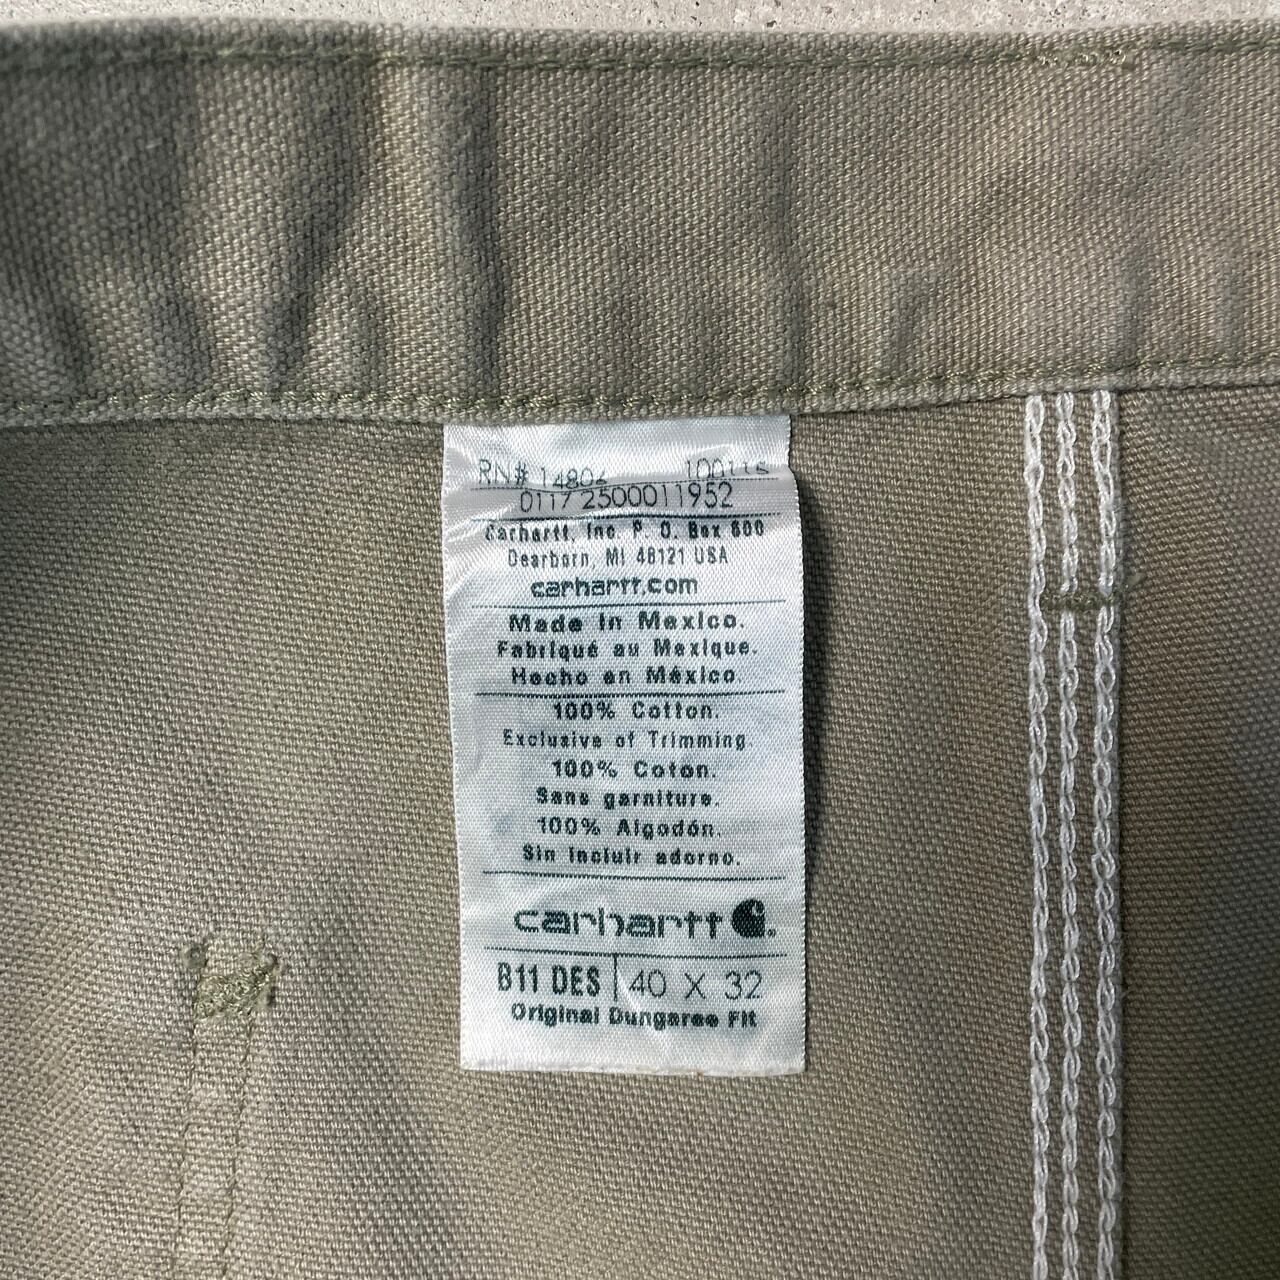 RN# 14806
0117 2500011952
Carhartt, Inc. P. O. Box 600
Dearborn, MI 48121 USA
carhartt.com
Made in Mexico.
Fabriqué au Mexique.
Hecho en México
100% Cotton.
Exclusive of Trimming.
100% Coton.
Sans garniture.
100% Algodón.
Sin incluir adorno.
carhartt
B11 DES 40 X 32
Original Dungaree Fit